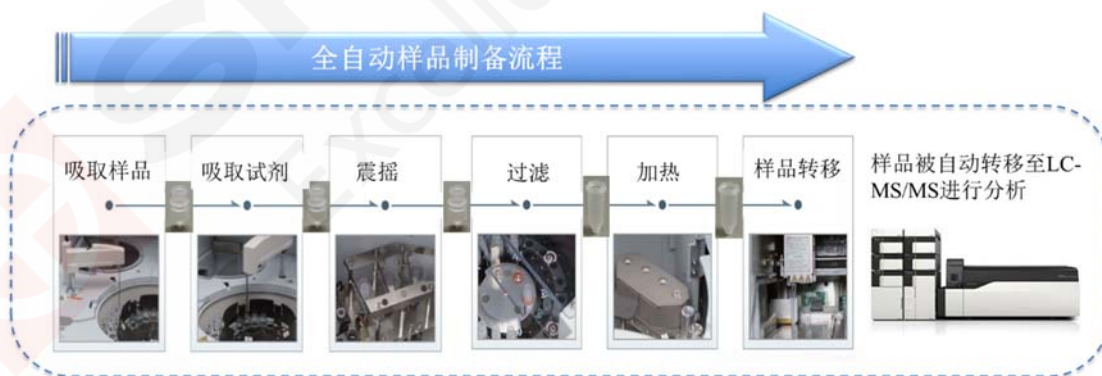 全自动样品制备流程
吸取样品
吸取试剂
震摇
过滤
加热
样品转移
样品被自动转移至LC-
MS/MS进行分析